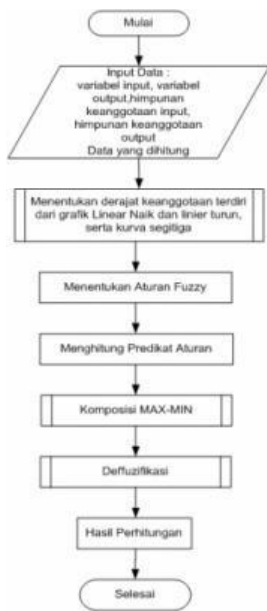 Mulai
Input Data :
variabel input, variabel
output,himpunan
keanggotaan input,
himpunan keanggotaan
output
Data yang dihitung
Menentukan derajat keanggotaan terdiri
dari grafik Linear Naik dan linier turun,
serta kurva segitiga
Menentukan Aturan Fuzzy
Menghitung Predikat Aturan
Komposisi MAX-MIN
Deffuzifikasi
Hasil Perhitungan
Selesai